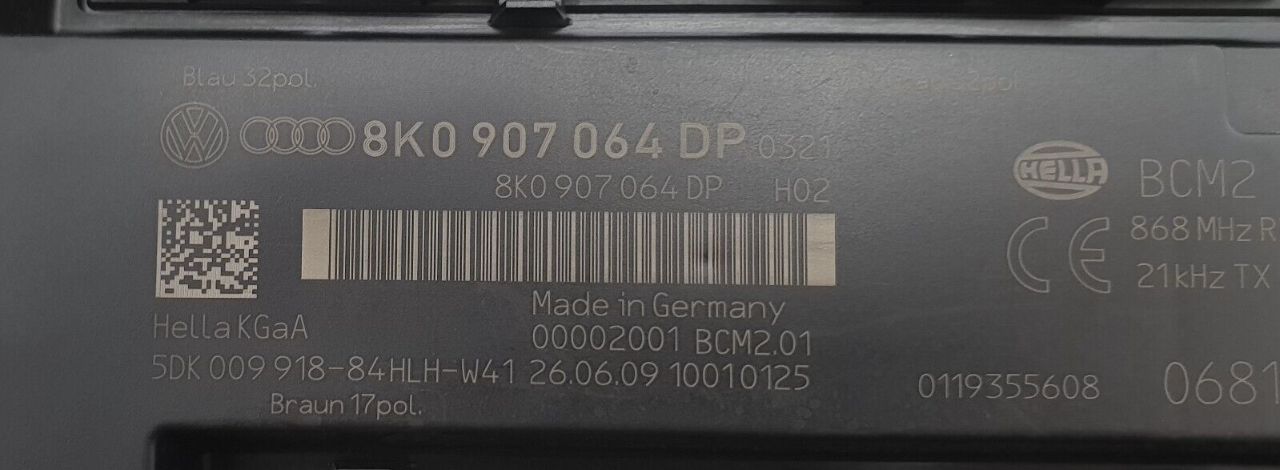 Blau 32pol.
8K0 907 064 DP 0321
8K0 907 064 DP H02
HELLA BCM2
868 MHz R
21kHz TX
Made in Germany
Hella KGaA
00002001 BCM2.01
5DK 009 918-84HLH-W41 26.06.09 10010125
0119355608 0681
Braun 17pol.